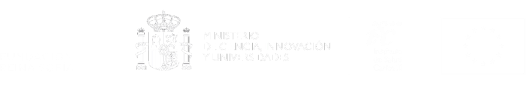 MINISTERIO
DE CIENCIA, INNOVACIÓN
Y UNIVERSIDADES